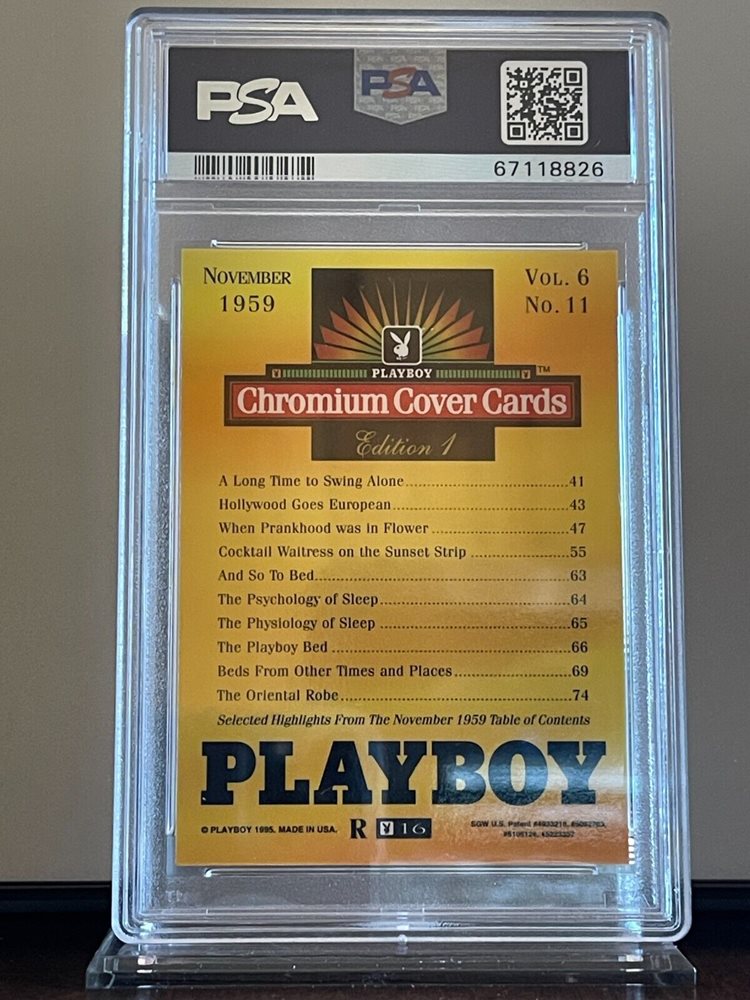 PSA
PSA
67118826
NOVEMBER 1959
VOL. 6 No. 11
PLAYBOY ™
Chromium Cover Cards
Edition 1
A Long Time to Swing Alone 41
Hollywood Goes European 43
When Prankhood was in Flower 47
Cocktail Waitress on the Sunset Strip 55
And So To Bed 63
The Psychology of Sleep 64
The Physiology of Sleep 65
The Playboy Bed 66
Beds From Other Times and Places 69
The Oriental Robe 74
Selected Highlights From The November 1959 Table of Contents
PLAYBOY
© PLAYBOY 1995. MADE IN USA. R 16
SGW U.S. Patent